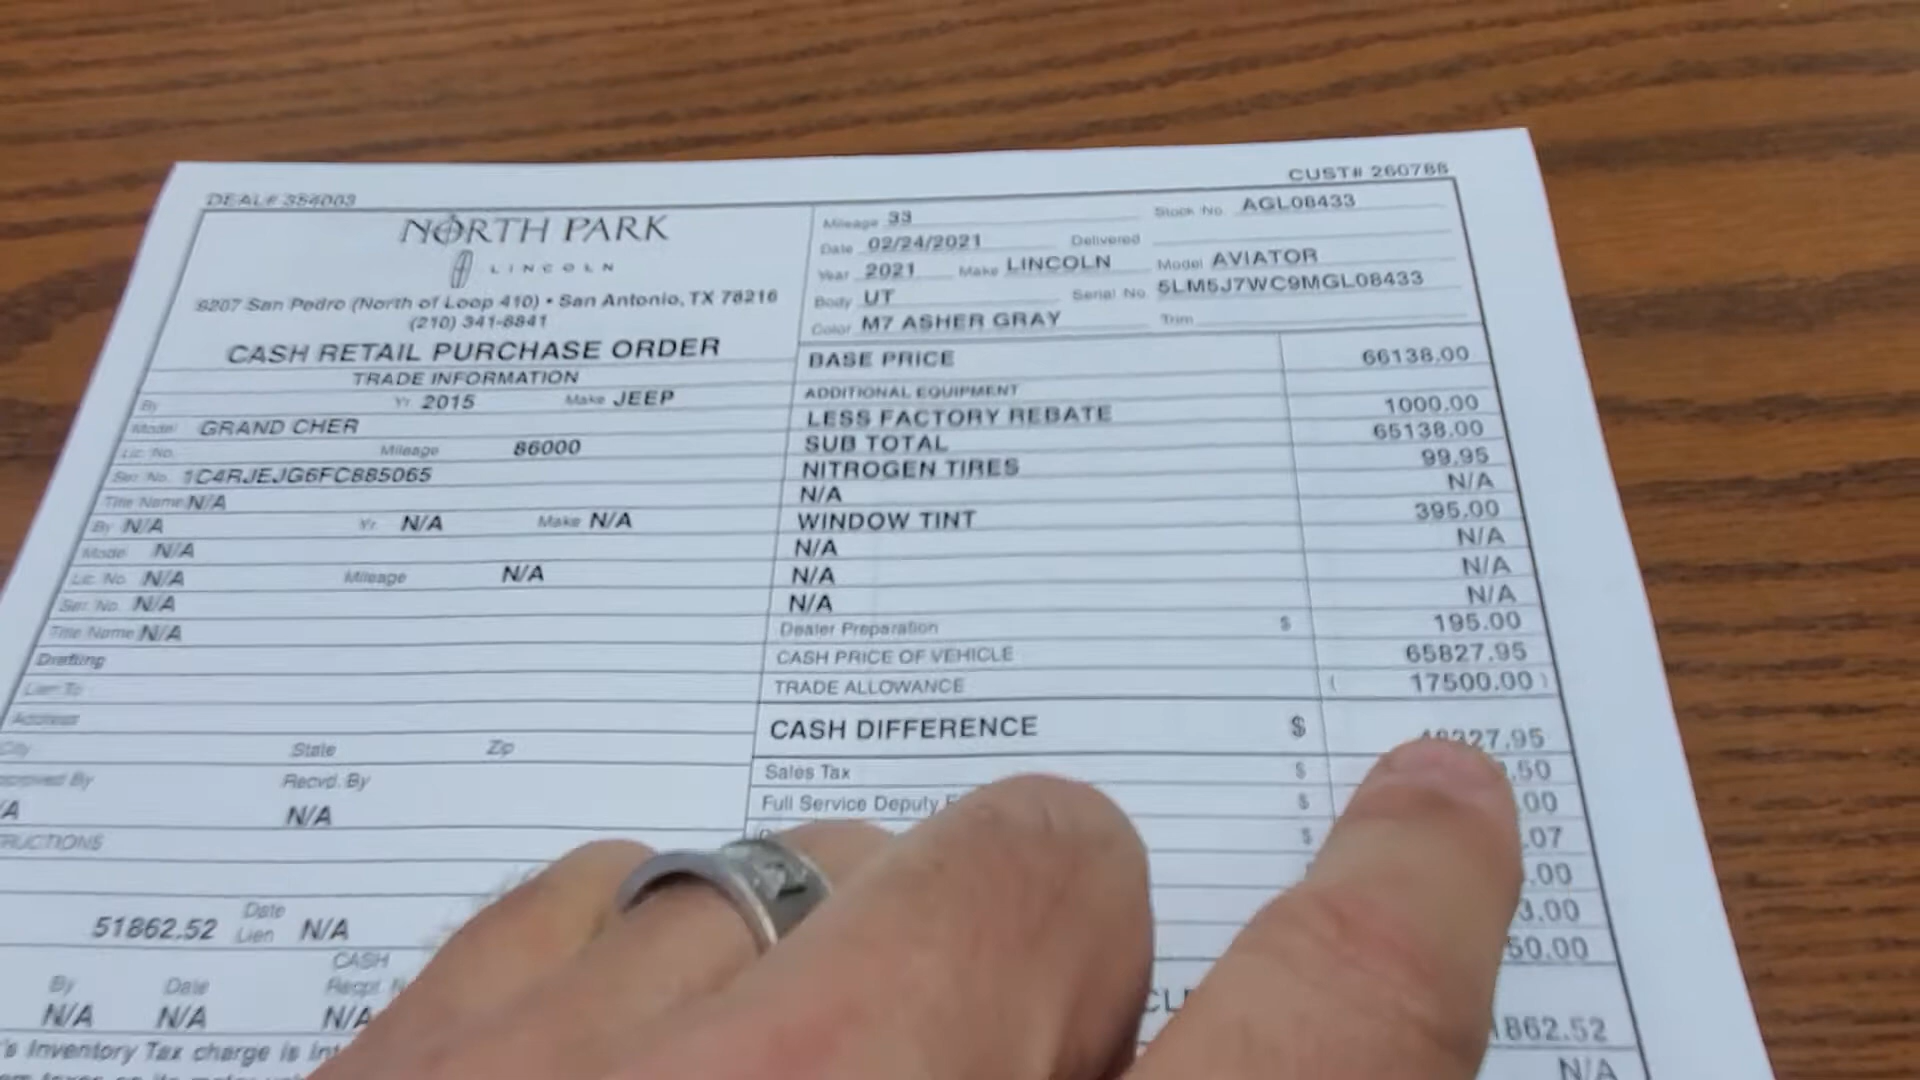 DEAL# 354003
CUST# 260786
NORTH PARK
LINCOLN
9207 San Pedro (North of Loop 410) • San Antonio, TX 78216
(210) 341-8841
CASH RETAIL PURCHASE ORDER
TRADE INFORMATION
By Yr 2015 Make JEEP
Model GRAND CHER
Lic. No. Mileage 86000
Ser. No. 1C4RJEJG6FC885065
Title Name N/A
By N/A Yr N/A Make N/A
Model N/A
Lic. No. N/A Mileage N/A
Ser. No. N/A
Title Name N/A
Drafting
Lien To
Address
City State Zip
Approved By Recvd. By
N/A
RUCTIONS
51862.52 Date Lien N/A
CASH
By Date Recpt.
N/A N/A N/A
's Inventory Tax charge is
Mileage 33 Stock No. AGL08433
Date 02/24/2021 Delivered
Year 2021 Make LINCOLN Model AVIATOR
Body UT Serial No. 5LM5J7WC9MGL08433
Color M7 ASHER GRAY Trim
BASE PRICE 66138.00
ADDITIONAL EQUIPMENT
LESS FACTORY REBATE 1000.00
SUB TOTAL 65138.00
NITROGEN TIRES 99.95
N/A N/A
WINDOW TINT 395.00
N/A N/A
N/A N/A
N/A N/A
Dealer Preparation $ 195.00
CASH PRICE OF VEHICLE 65827.95
TRADE ALLOWANCE ( 17500.00 )
CASH DIFFERENCE $ 27.95
Sales Tax $ .50
Full Service Deputy $ .00
$ .07
.00
3.00
50.00
CL
862.52
N/A